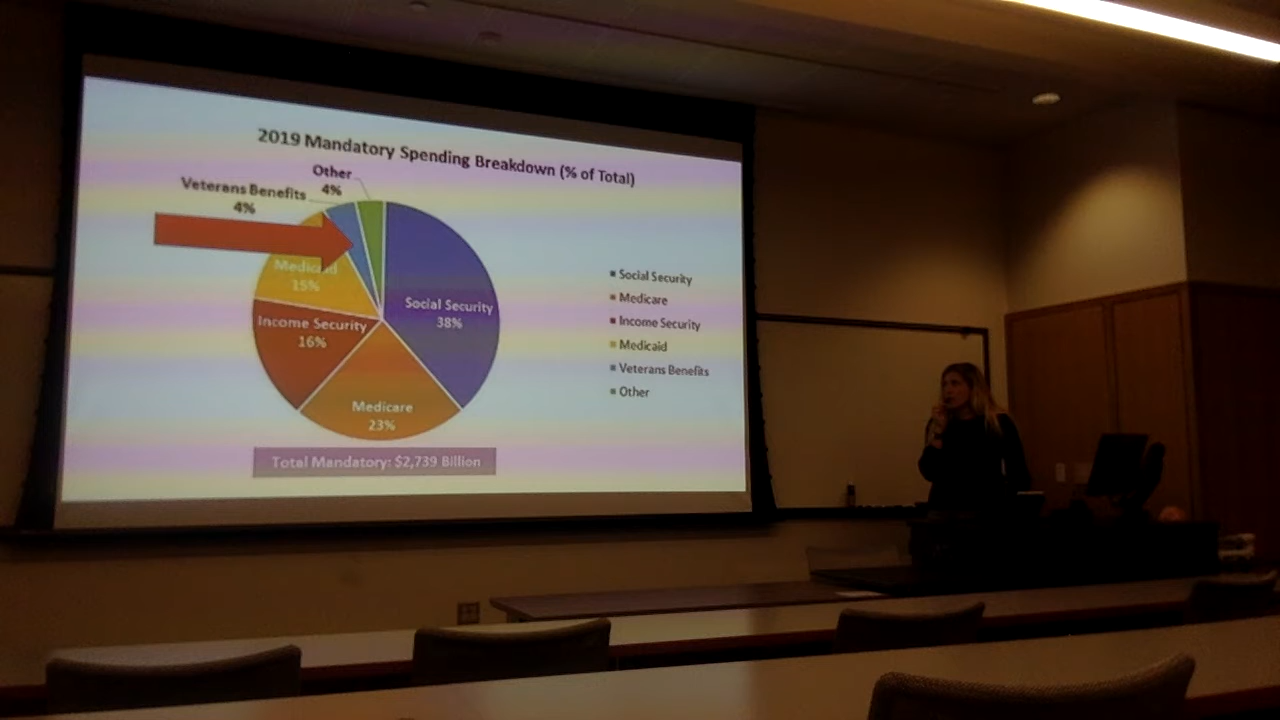 2019 Mandatory Spending Breakdown (% of Total)
Other
4%
Veterans Benefits
4%
Medicaid
15%
Social Security
38%
Income Security
16%
Medicare
23%
Social Security
Medicare
Income Security
Medicaid
Veterans Benefits
Other
Total Mandatory: $2,739 Billion